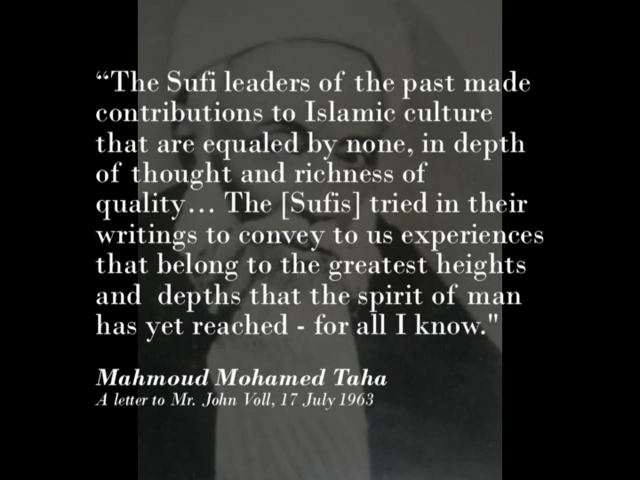 “The Sufi leaders of the past made
contributions to Islamic culture
that are equaled by none, in depth
of thought and richness of
quality… The [Sufis] tried in their
writings to convey to us experiences
that belong to the greatest heights
and depths that the spirit of man
has yet reached - for all I know."
Mahmoud Mohamed Taha
A letter to Mr. John Voll, 17 July 1963